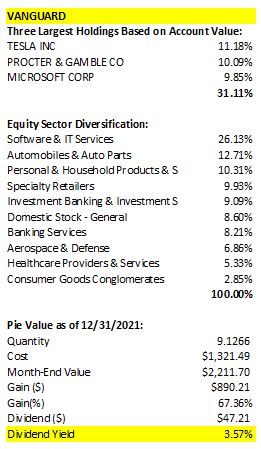 VANGUARD
Three Largest Holdings Based on Account Value:
TESLA INC 11.18%
PROCTER & GAMBLE CO 10.09%
MICROSOFT CORP 9.85%
31.11%
Equity Sector Diversification:
Software & IT Services 26.13%
Automobiles & Auto Parts 12.71%
Personal & Household Products & S 10.31%
Specialty Retailers 9.93%
Investment Banking & Investment S 9.09%
Domestic Stock - General 8.60%
Banking Services 8.21%
Aerospace & Defense 6.86%
Healthcare Providers & Services 5.33%
Consumer Goods Conglomerates 2.85%
100.00%
Pie Value as of 12/31/2021:
Quantity 9.1266
Cost $1,321.49
Month-End Value $2,211.70
Gain ($) $890.21
Gain(%) 67.36%
Dividend ($) $47.21
Dividend Yield 3.57%